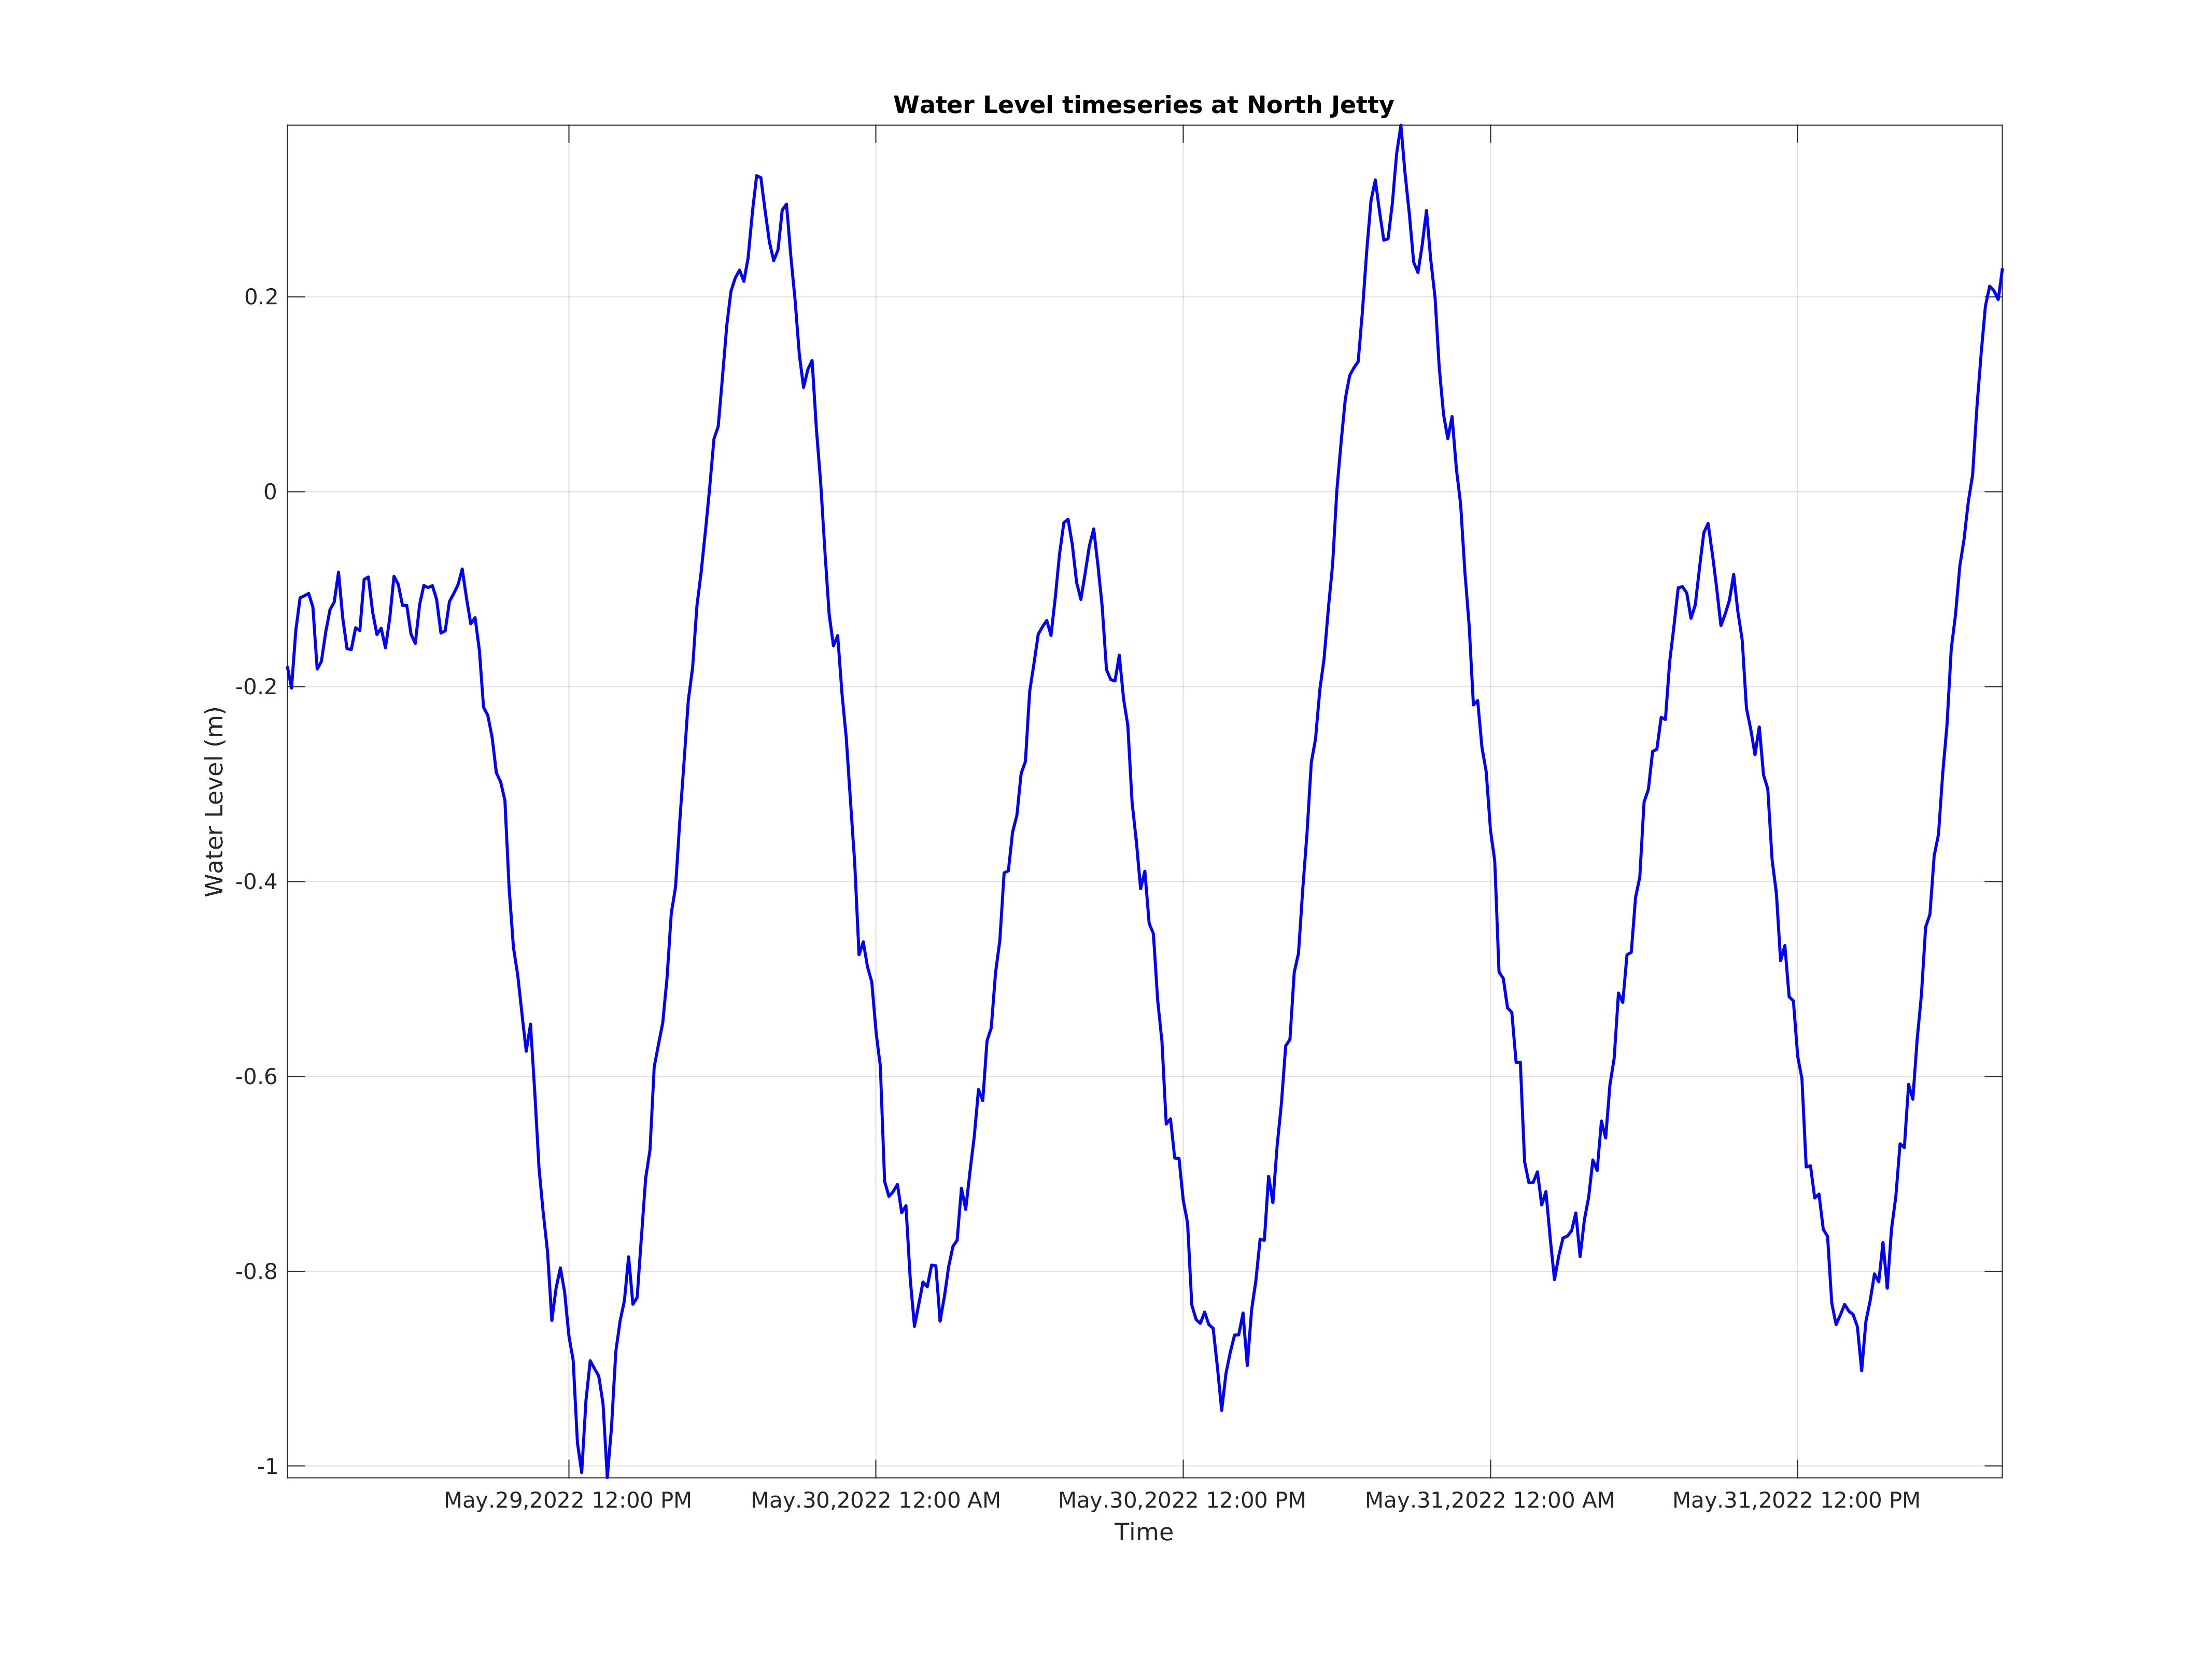 Water Level timeseries at North Jetty
0.2
0
-0.2
-0.4
-0.6
-0.8
-1
Water Level (m)
May.29,2022 12:00 PM May.30,2022 12:00 AM May.30,2022 12:00 PM May.31,2022 12:00 AM May.31,2022 12:00 PM
Time